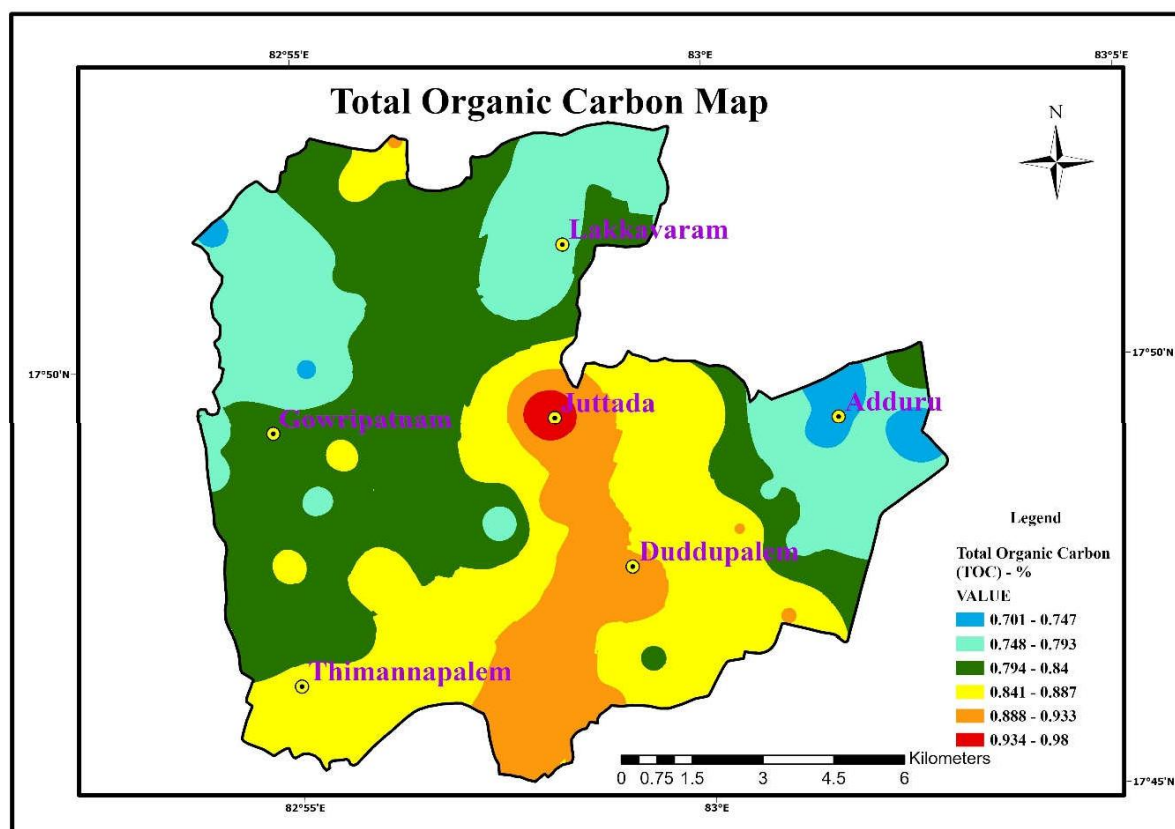 82°55'E
83°E
83°5'E
Total Organic Carbon Map
N
Lakkavaram
17°50'N
17°50'N
Gowripatnam
Juttada
Adduru
Duddupalem
Thimannapalem
Legend
Total Organic Carbon
(TOC) - %
VALUE
0.701 - 0.747
0.748 - 0.793
0.794 - 0.84
0.841 - 0.887
0.888 - 0.933
0.934 - 0.98
Kilometers
0 0.75 1.5 3 4.5 6
17°45'N
82°55'E
83°E